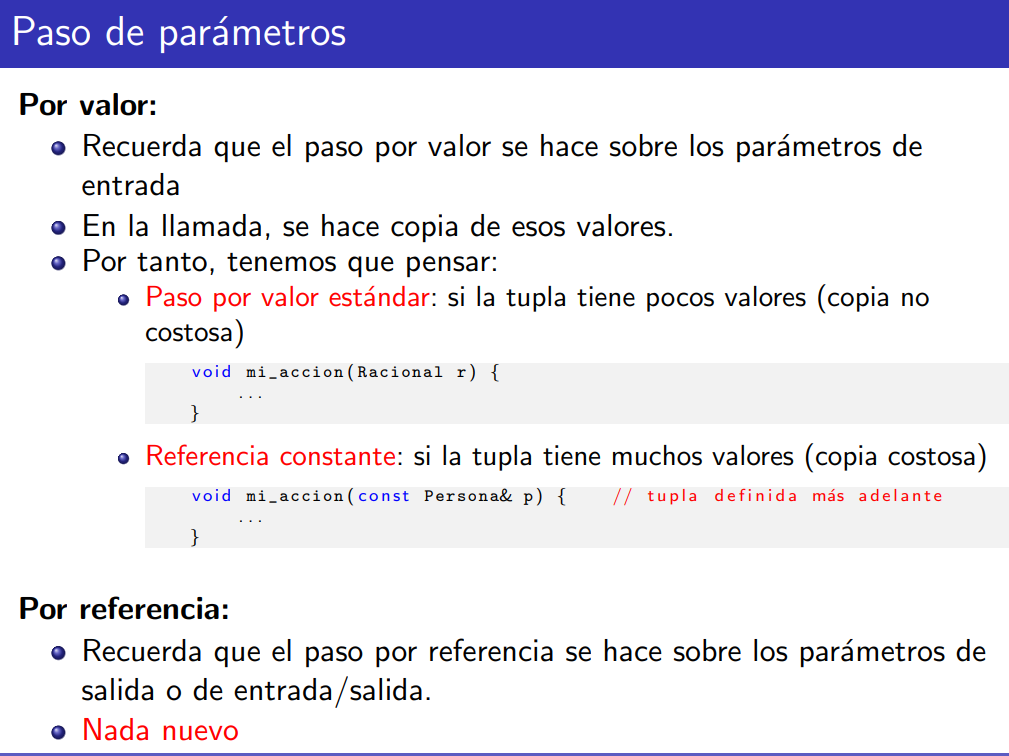 Paso de parámetros
Por valor:
Recuerda que el paso por valor se hace sobre los parámetros de
entrada
En la llamada, se hace copia de esos valores.
Por tanto, tenemos que pensar:
Paso por valor estándar: si la tupla tiene pocos valores (copia no
costosa)
void mi_accion(Racional r) {
...
}
Referencia constante: si la tupla tiene muchos valores (copia costosa)
void mi_accion(const Persona& p) { // tupla definida más adelante
...
}
Por referencia:
Recuerda que el paso por referencia se hace sobre los parámetros de
salida o de entrada/salida.
Nada nuevo